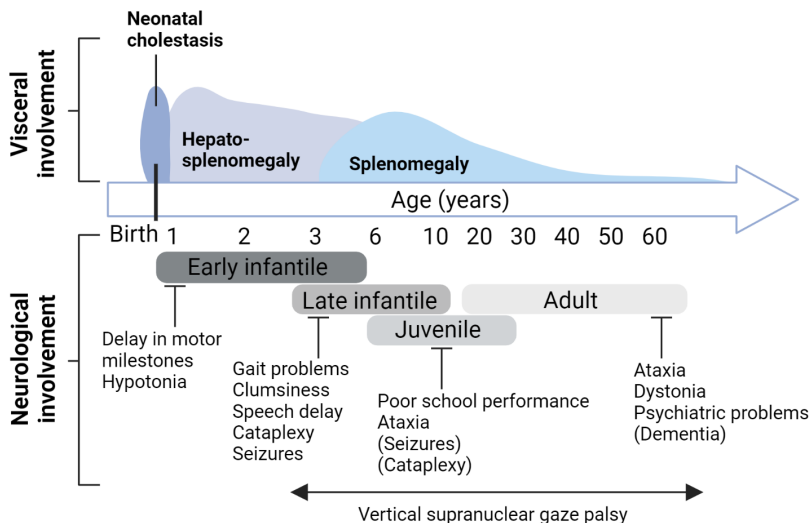 Neonatal
cholestasis
Visceral
involvement
Hepato-
splenomegaly
Splenomegaly
Age (years)
Birth 1 2 3 6 10 20 30 40 50 60
Neurological
involvement
Early infantile
Late infantile
Adult
Juvenile
Delay in motor
milestones
Hypotonia
Gait problems
Clumsiness
Speech delay
Cataplexy
Seizures
Poor school performance
Ataxia
(Seizures)
(Cataplexy)
Ataxia
Dystonia
Psychiatric problems
(Dementia)
Vertical supranuclear gaze palsy